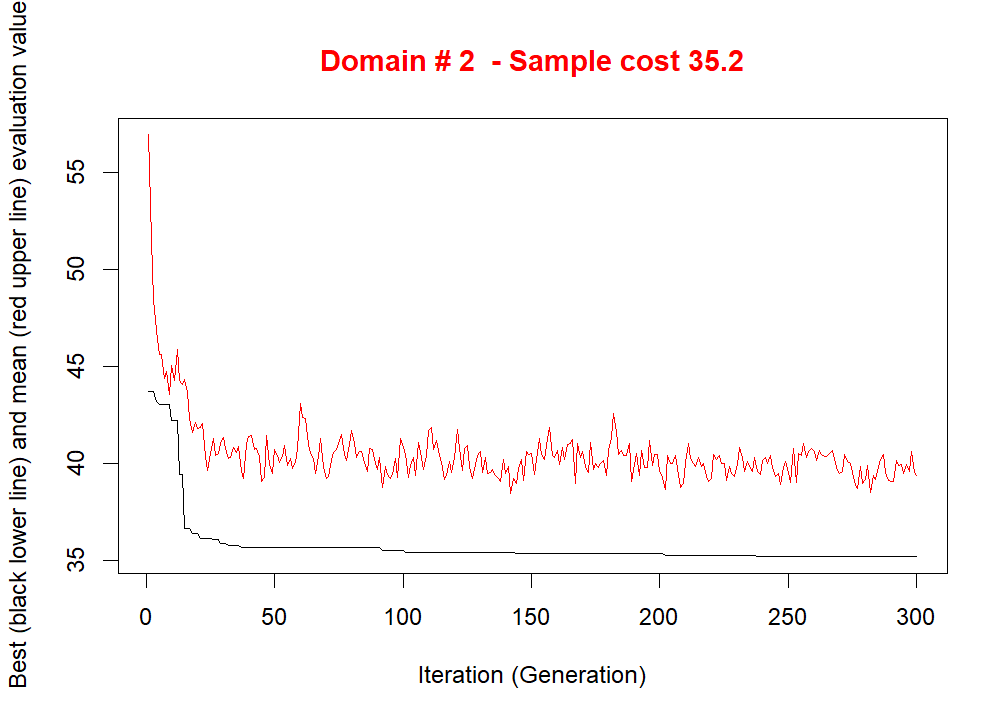 Domain # 2  - Sample cost 35.2
Best (black lower line) and mean (red upper line) evaluation value
55
50
45
40
35
0 50 100 150 200 250 300
Iteration (Generation)